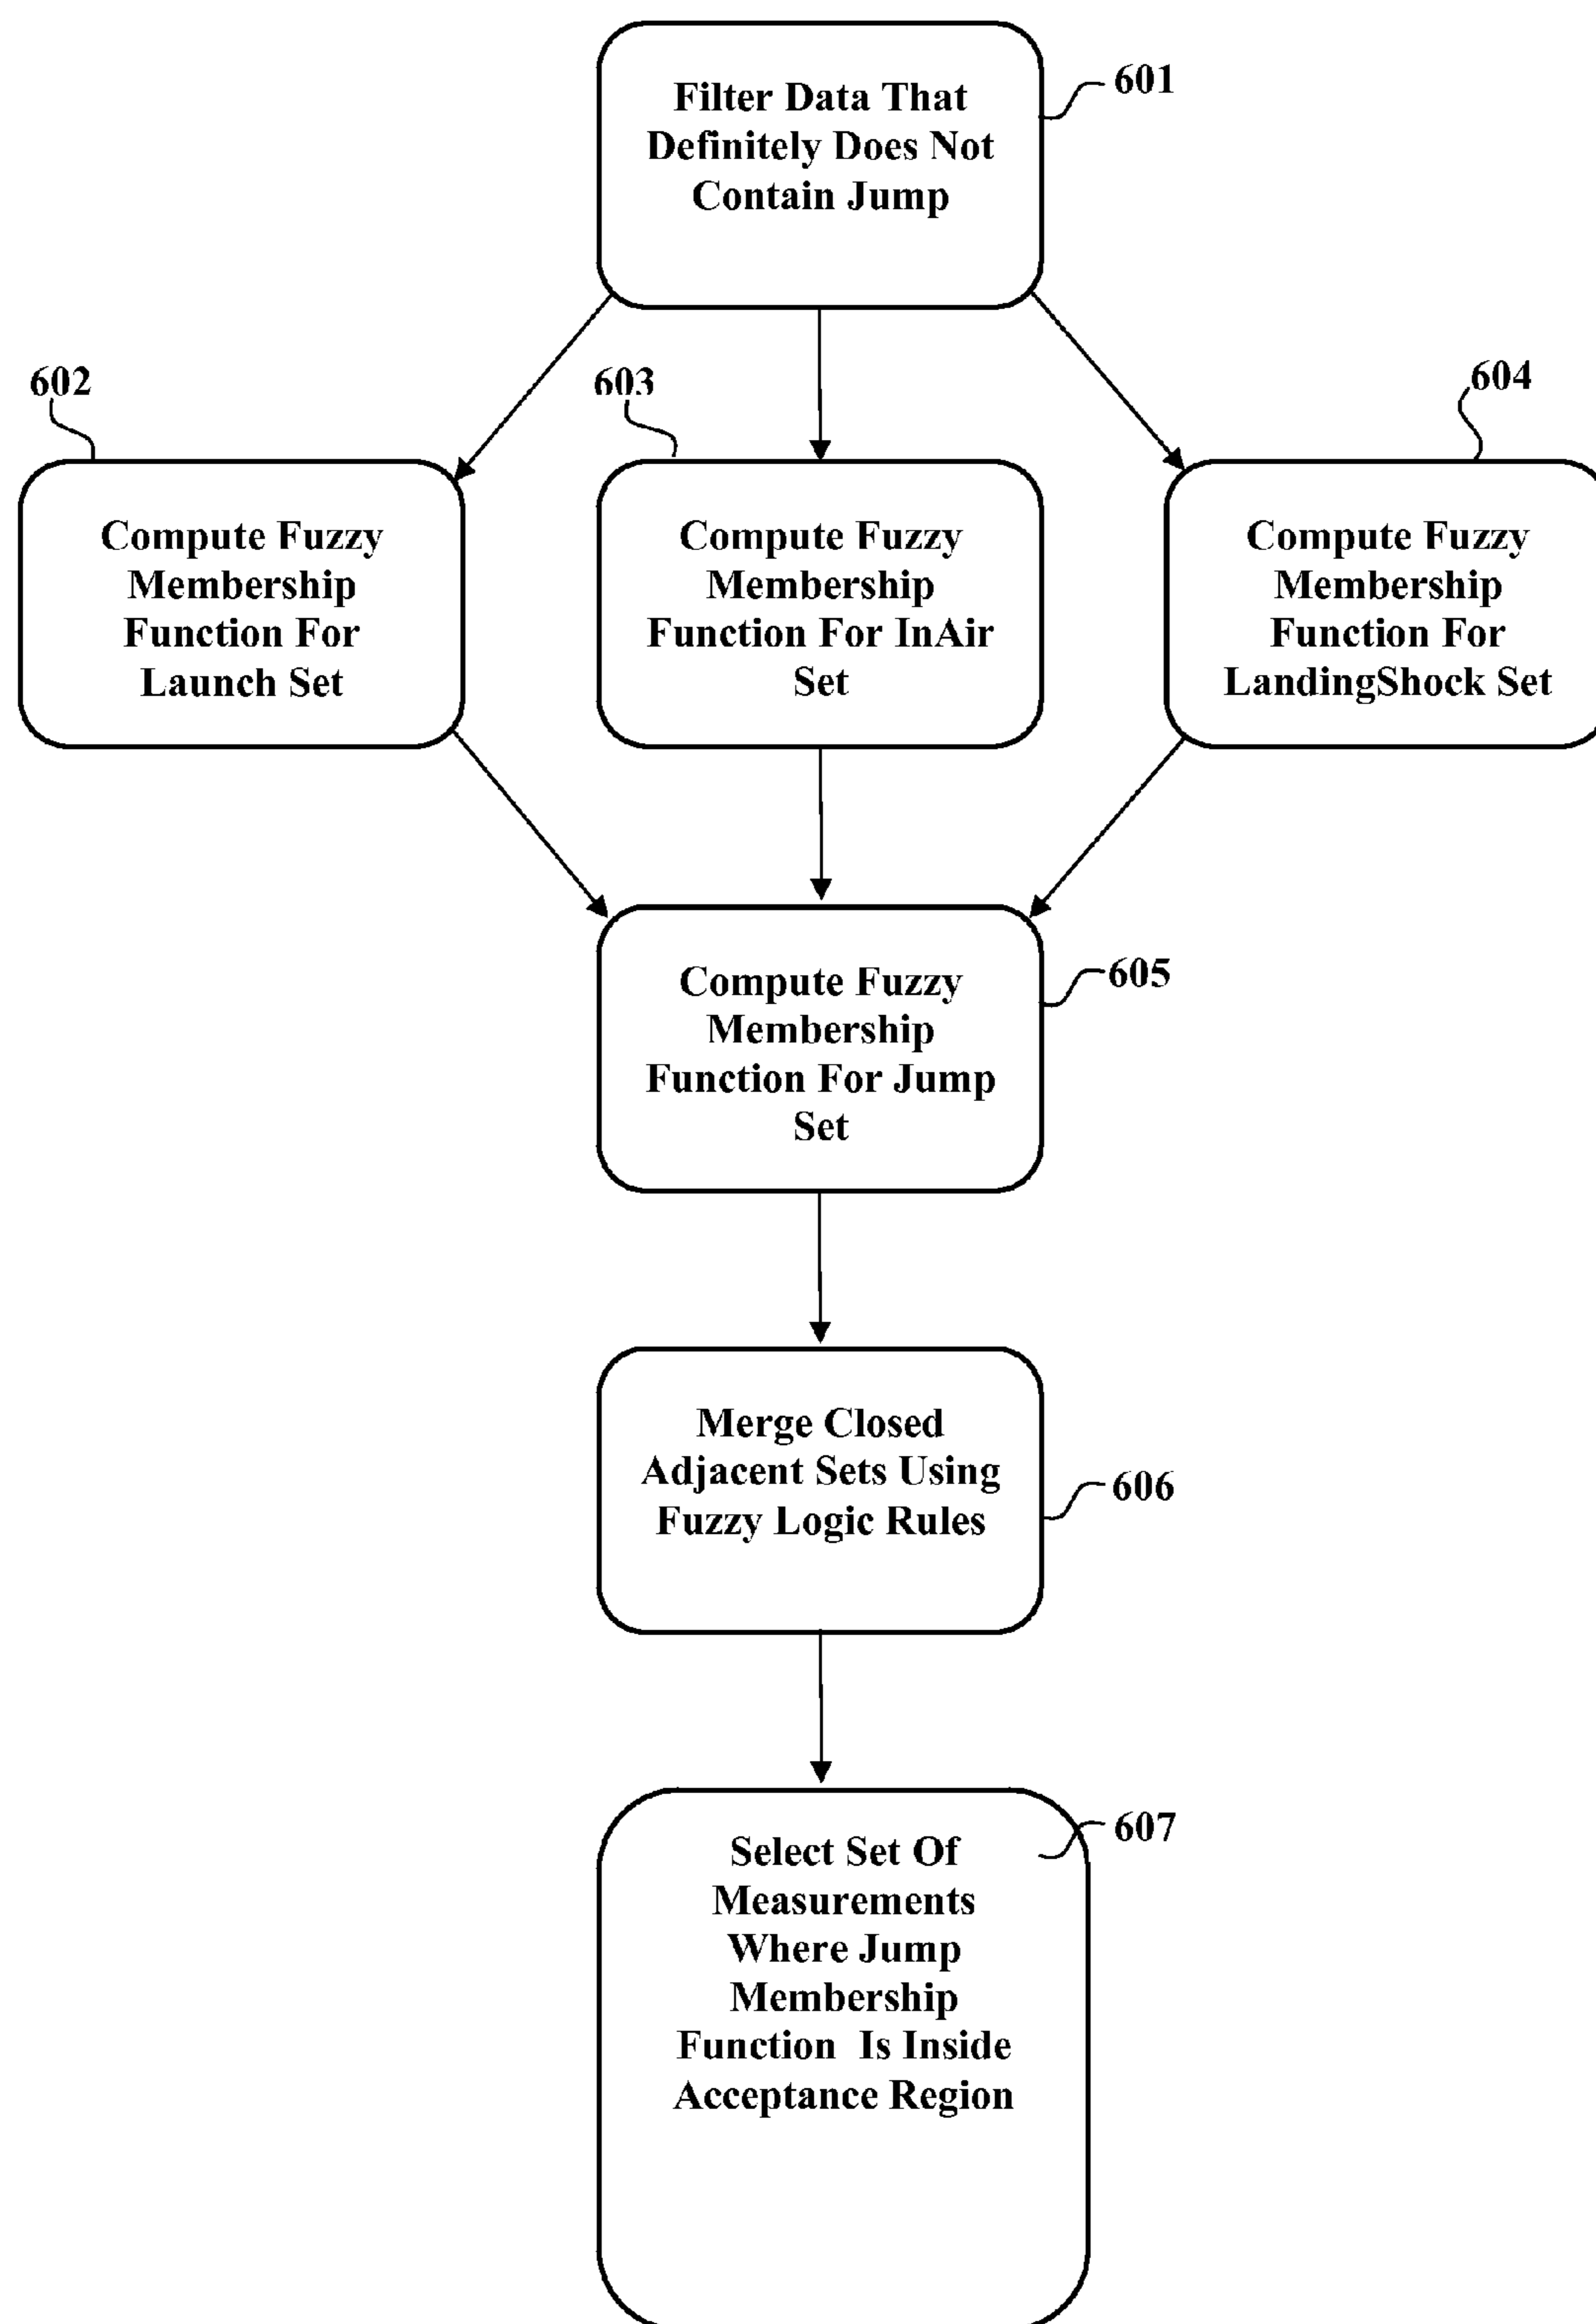 Filter Data That
Definitely Does Not
Contain Jump
601
602
603
604
Compute Fuzzy
Membership
Function For
Launch Set
Compute Fuzzy
Membership
Function For InAir
Set
Compute Fuzzy
Membership
Function For
LandingShock Set
Compute Fuzzy
Membership
Function For Jump
Set
605
Merge Closed
Adjacent Sets Using
Fuzzy Logic Rules
606
Select Set Of
Measurements
Where Jump
Membership
Function Is Inside
Acceptance Region
607